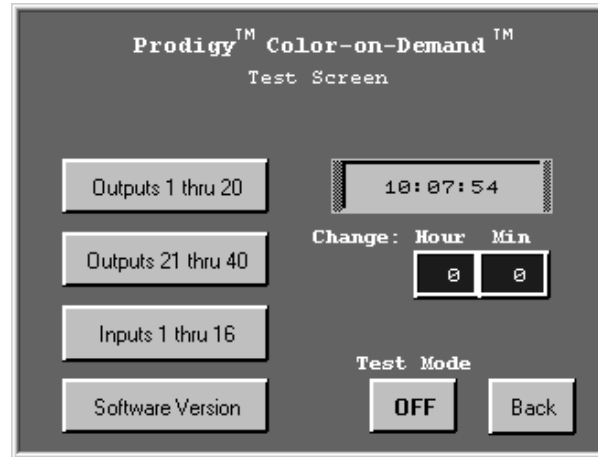 Prodigy™ Color-on-Demand™
Test Screen
Outputs 1 thru 20
10:07:54
Change: Hour Min
Outputs 21 thru 40
0 0
Inputs 1 thru 16
Test Mode
Software Version
OFF
Back